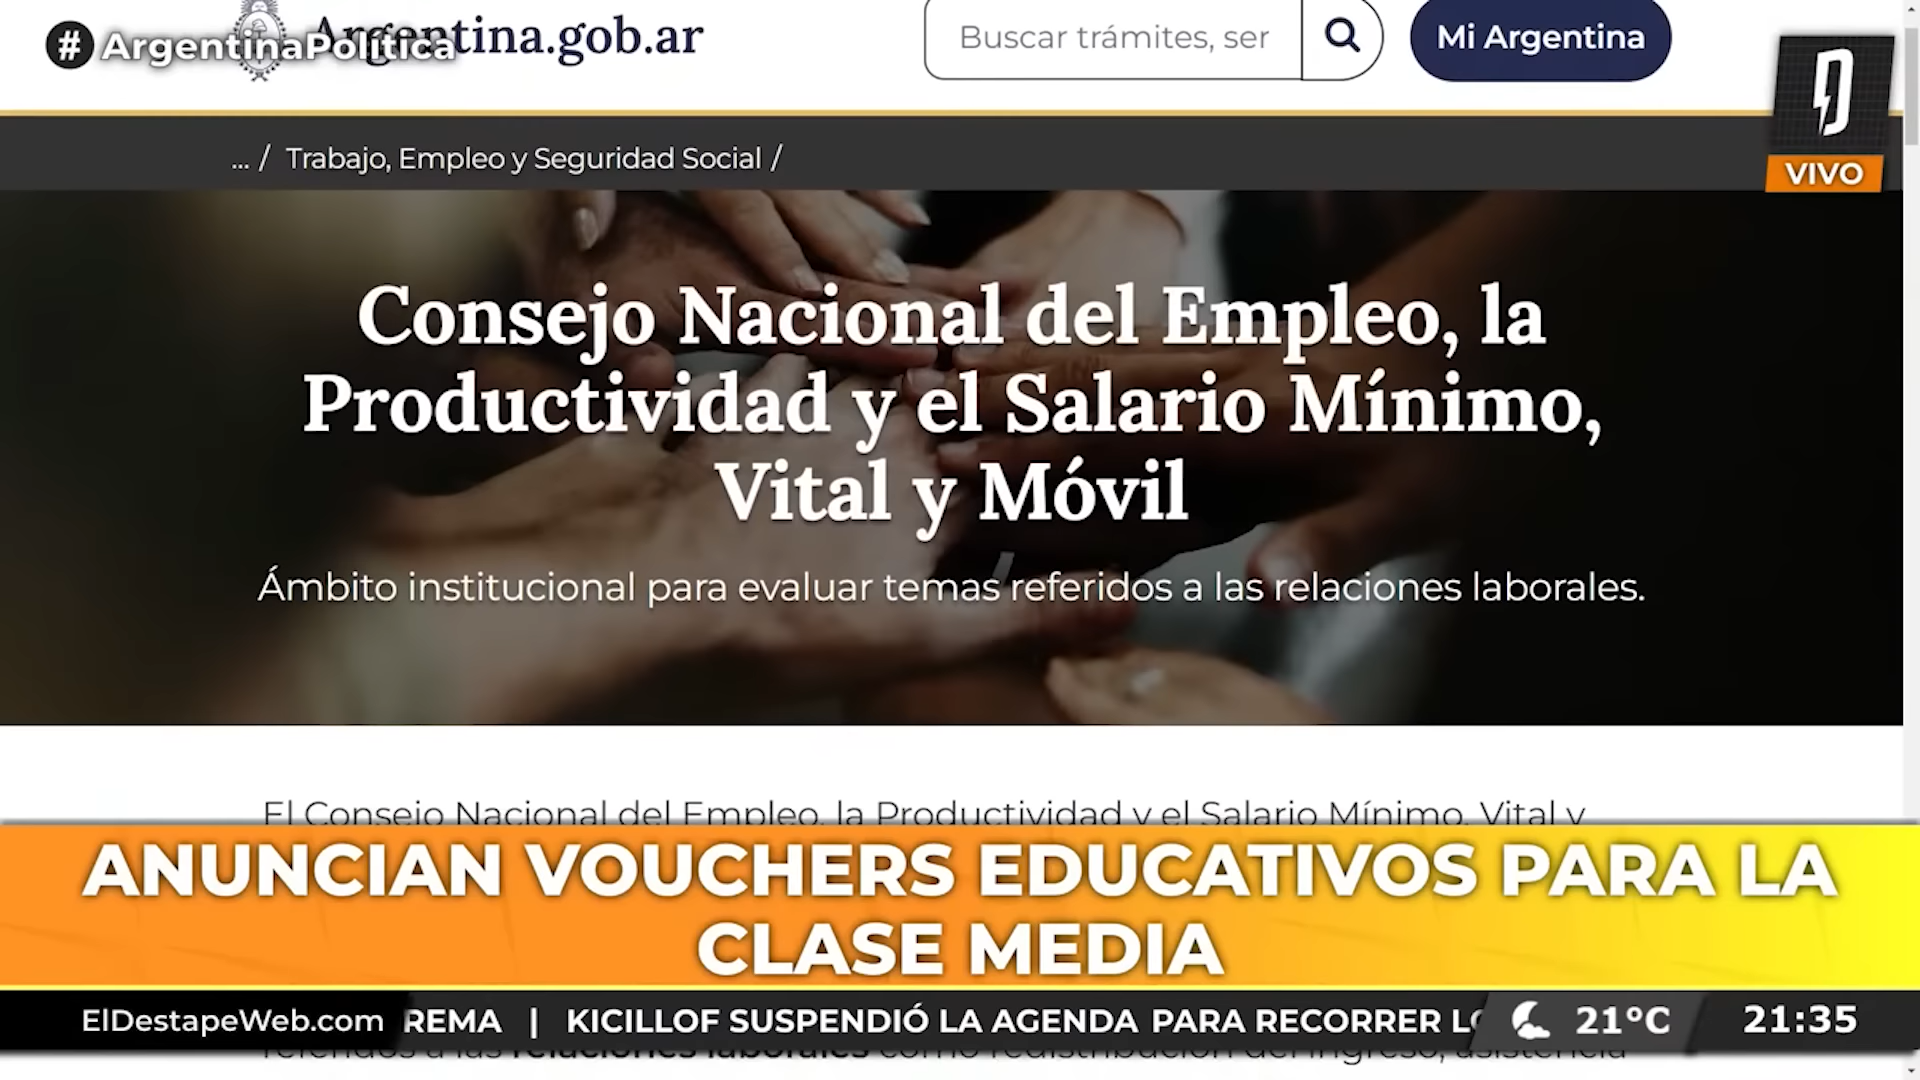 # ArgentinaPolítica
Argentina.gob.ar
Buscar trámites, ser
Mi Argentina
VIVO
... / Trabajo, Empleo y Seguridad Social /
Consejo Nacional del Empleo, la
Productividad y el Salario Mínimo,
Vital y Móvil
Ámbito institucional para evaluar temas referidos a las relaciones laborales.
El Consejo Nacional del Empleo, la Productividad y el Salario Mínimo, Vital y
ANUNCIAN VOUCHERS EDUCATIVOS PARA LA
CLASE MEDIA
ElDestapeWeb.com
REMA | KICILLOF SUSPENDIÓ LA AGENDA PARA RECORRER
21°C
21:35